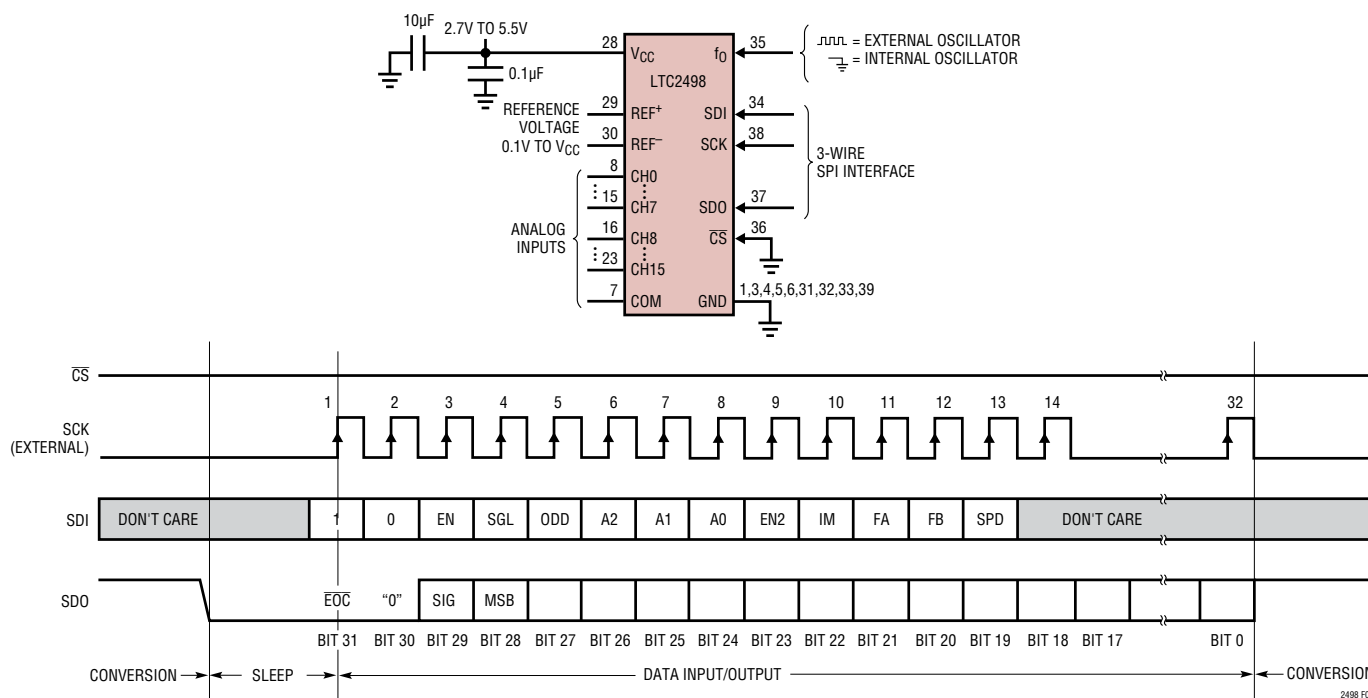 10µF
2.7V TO 5.5V
0.1µF
28
VCC
fO
35
= EXTERNAL OSCILLATOR
= INTERNAL OSCILLATOR
LTC2498
REFERENCE
VOLTAGE
0.1V TO VCC
29
REF+
30
REF–
SDI
34
SCK
38
3-WIRE
SPI INTERFACE
8
CH0
15
CH7
SDO
37
ANALOG
INPUTS
16
CH8
CS
36
23
CH15
7
COM
GND
1,3,4,5,6,31,32,33,39
CS
1 2 3 4 5 6 7 8 9 10 11 12 13 14 32
SCK
(EXTERNAL)
SDI DON'T CARE 1 0 EN SGL ODD A2 A1 A0 EN2 IM FA FB SPD DON'T CARE
SDO EOC “0” SIG MSB
BIT 31 BIT 30 BIT 29 BIT 28 BIT 27 BIT 26 BIT 25 BIT 24 BIT 23 BIT 22 BIT 21 BIT 20 BIT 19 BIT 18 BIT 17 BIT 0
CONVERSION SLEEP DATA INPUT/OUTPUT CONVERSION
2498